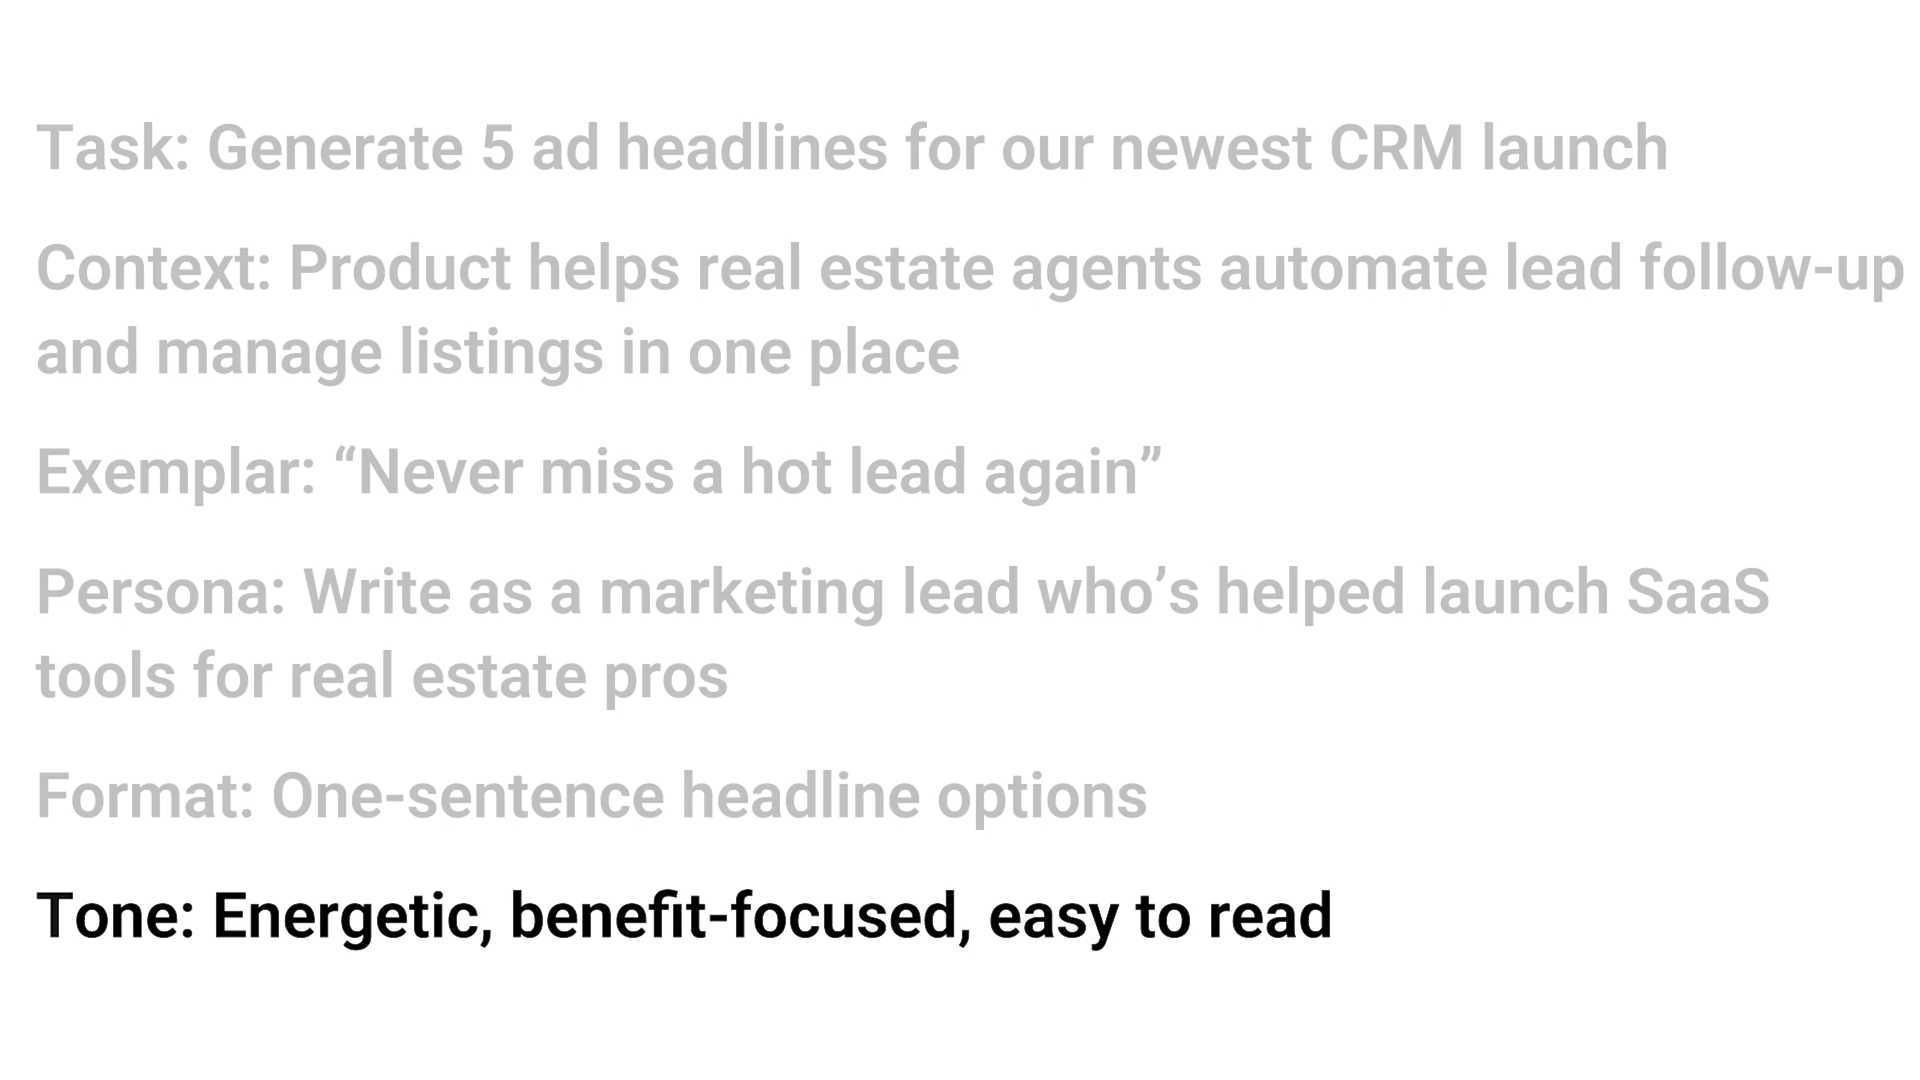 Task: Generate 5 ad headlines for our newest CRM launch
Context: Product helps real estate agents automate lead follow-up
and manage listings in one place
Exemplar: “Never miss a hot lead again”
Persona: Write as a marketing lead who’s helped launch SaaS
tools for real estate pros
Format: One-sentence headline options
Tone: Energetic, benefit-focused, easy to read